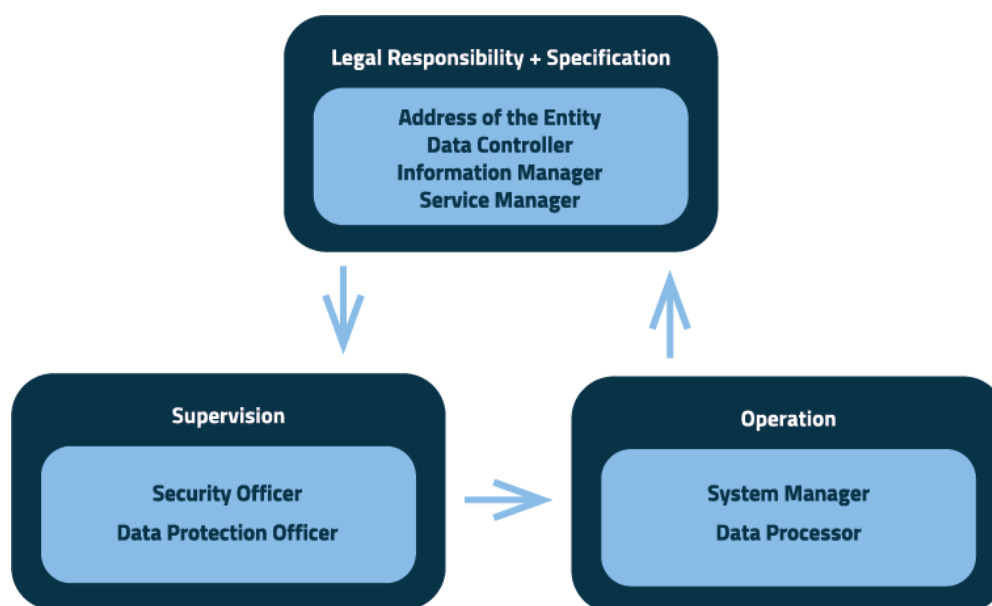 Legal Responsibility + Specification
Address of the Entity
Data Controller
Information Manager
Service Manager
Supervision
Security Officer
Data Protection Officer
Operation
System Manager
Data Processor